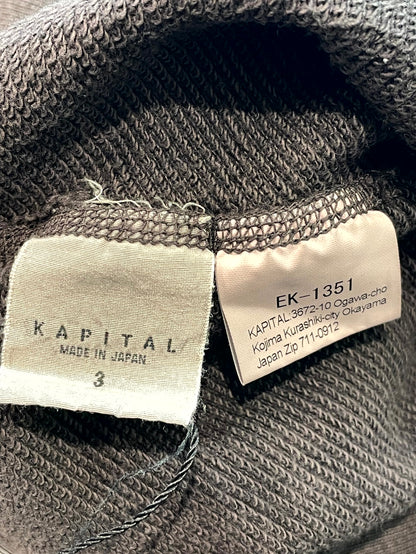 KAPITAL
MADE IN JAPAN
3
EK-1351
KAPITAL:3672-10 Ogawa-cho
Kojima Kurashiki-city Okayama
Japan Zip 711-0912